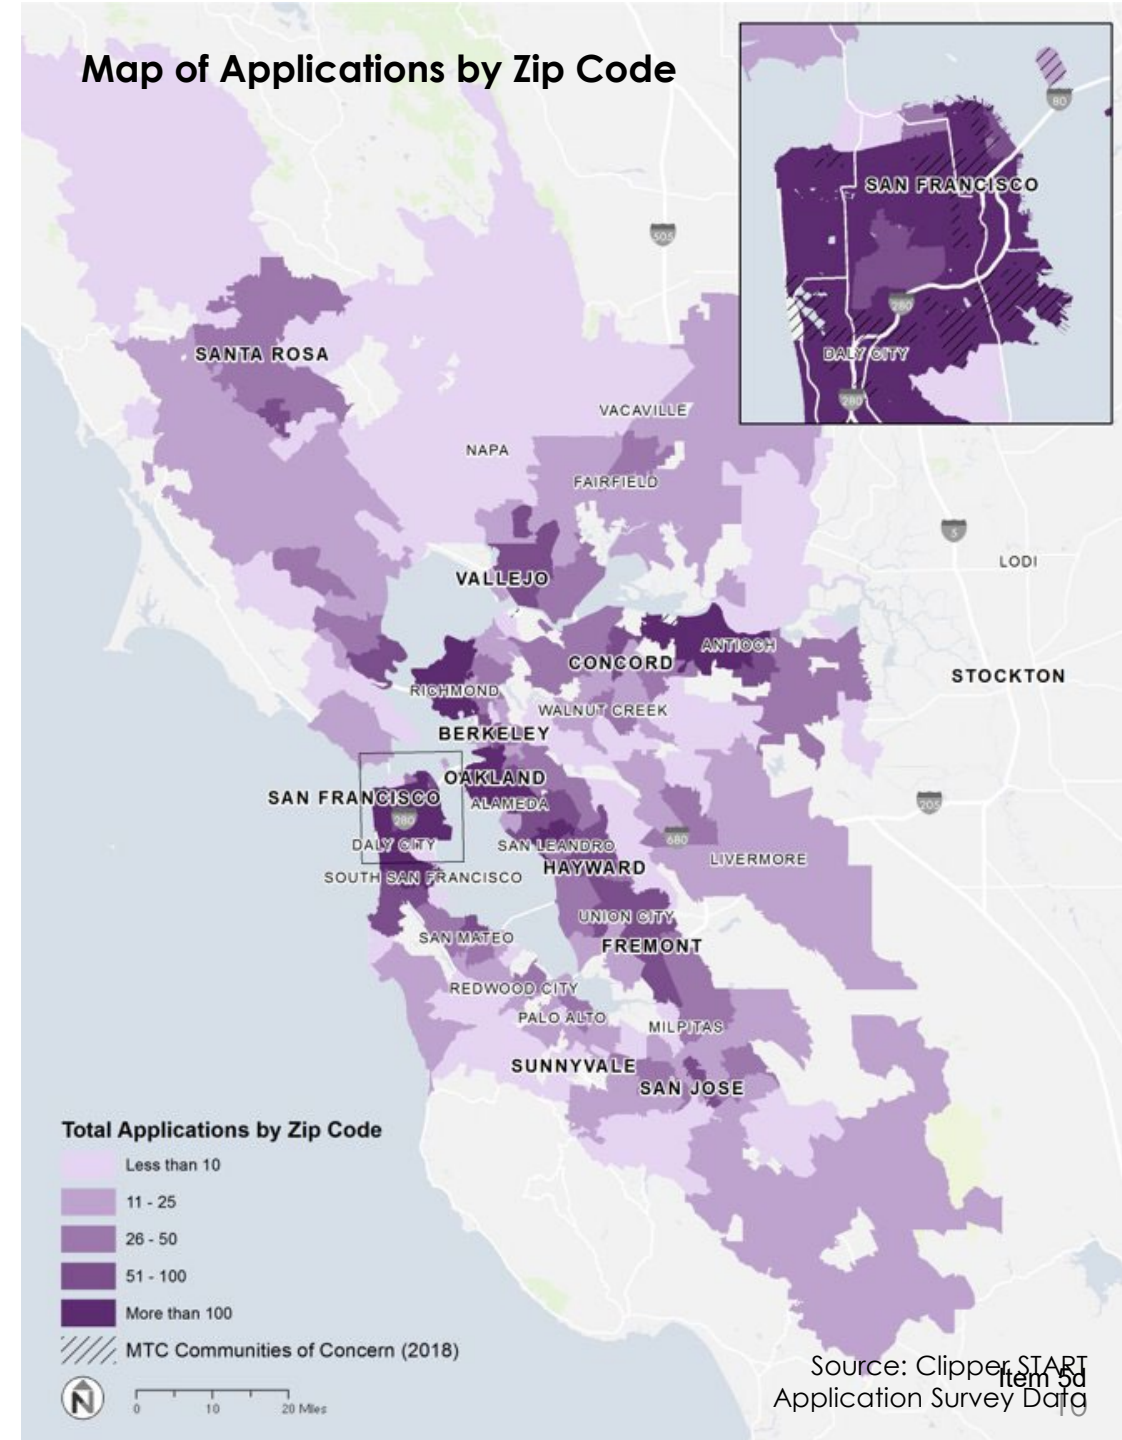 Map of Applications by Zip Code
80
SAN FRANCISCO
280
DALY CITY
280
505
SANTA ROSA
VACAVILLE
NAPA
FAIRFIELD
5
LODI
VALLEJO
ANTIOCH
CONCORD
STOCKTON
RICHMOND
WALNUT CREEK
BERKELEY
OAKLAND
SAN FRANCISCO
ALAMEDA
205
280
680
DALY CITY
SAN LEANDRO
LIVERMORE
HAYWARD
SOUTH SAN FRANCISCO
UNION CITY
SAN MATEO
FREMONT
REDWOOD CITY
PALO ALTO
MILPITAS
SUNNYVALE
SAN JOSE
Total Applications by Zip Code
Less than 10
11 - 25
26 - 50
51 - 100
More than 100
MTC Communities of Concern (2018)
N
0 10 20 Miles
Source: Clipper START
Item 5d
Application Survey Data
10